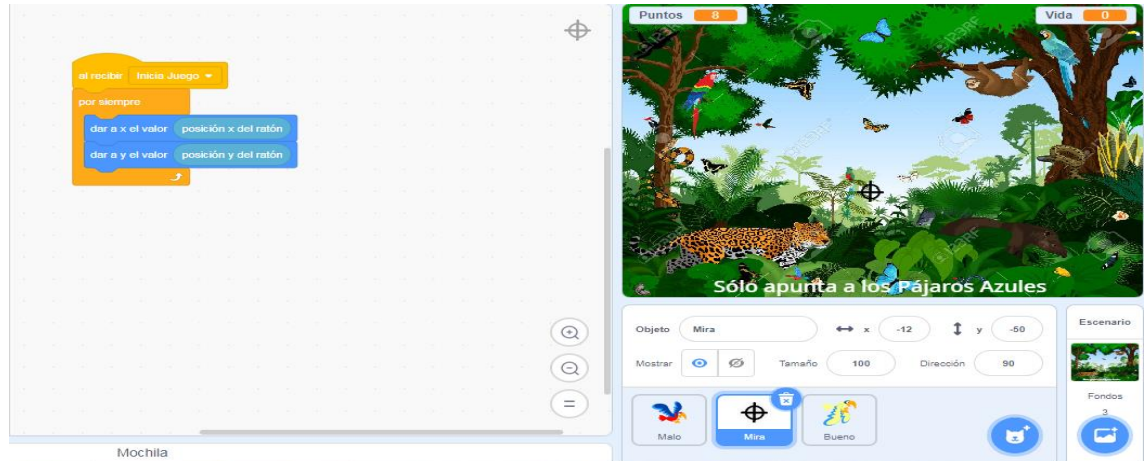 al recibir Inicia Juego
por siempre
dar a x el valor posición x del ratón
dar a y el valor posición y del ratón
Mochila
Puntos 8
Vida 0
Sólo apunta a los Pájaros Azules
Objeto Mira x -12 y -50
Mostrar Tamaño 100 Dirección 90
Malo
Mira
Bueno
Escenario
Fondos
3